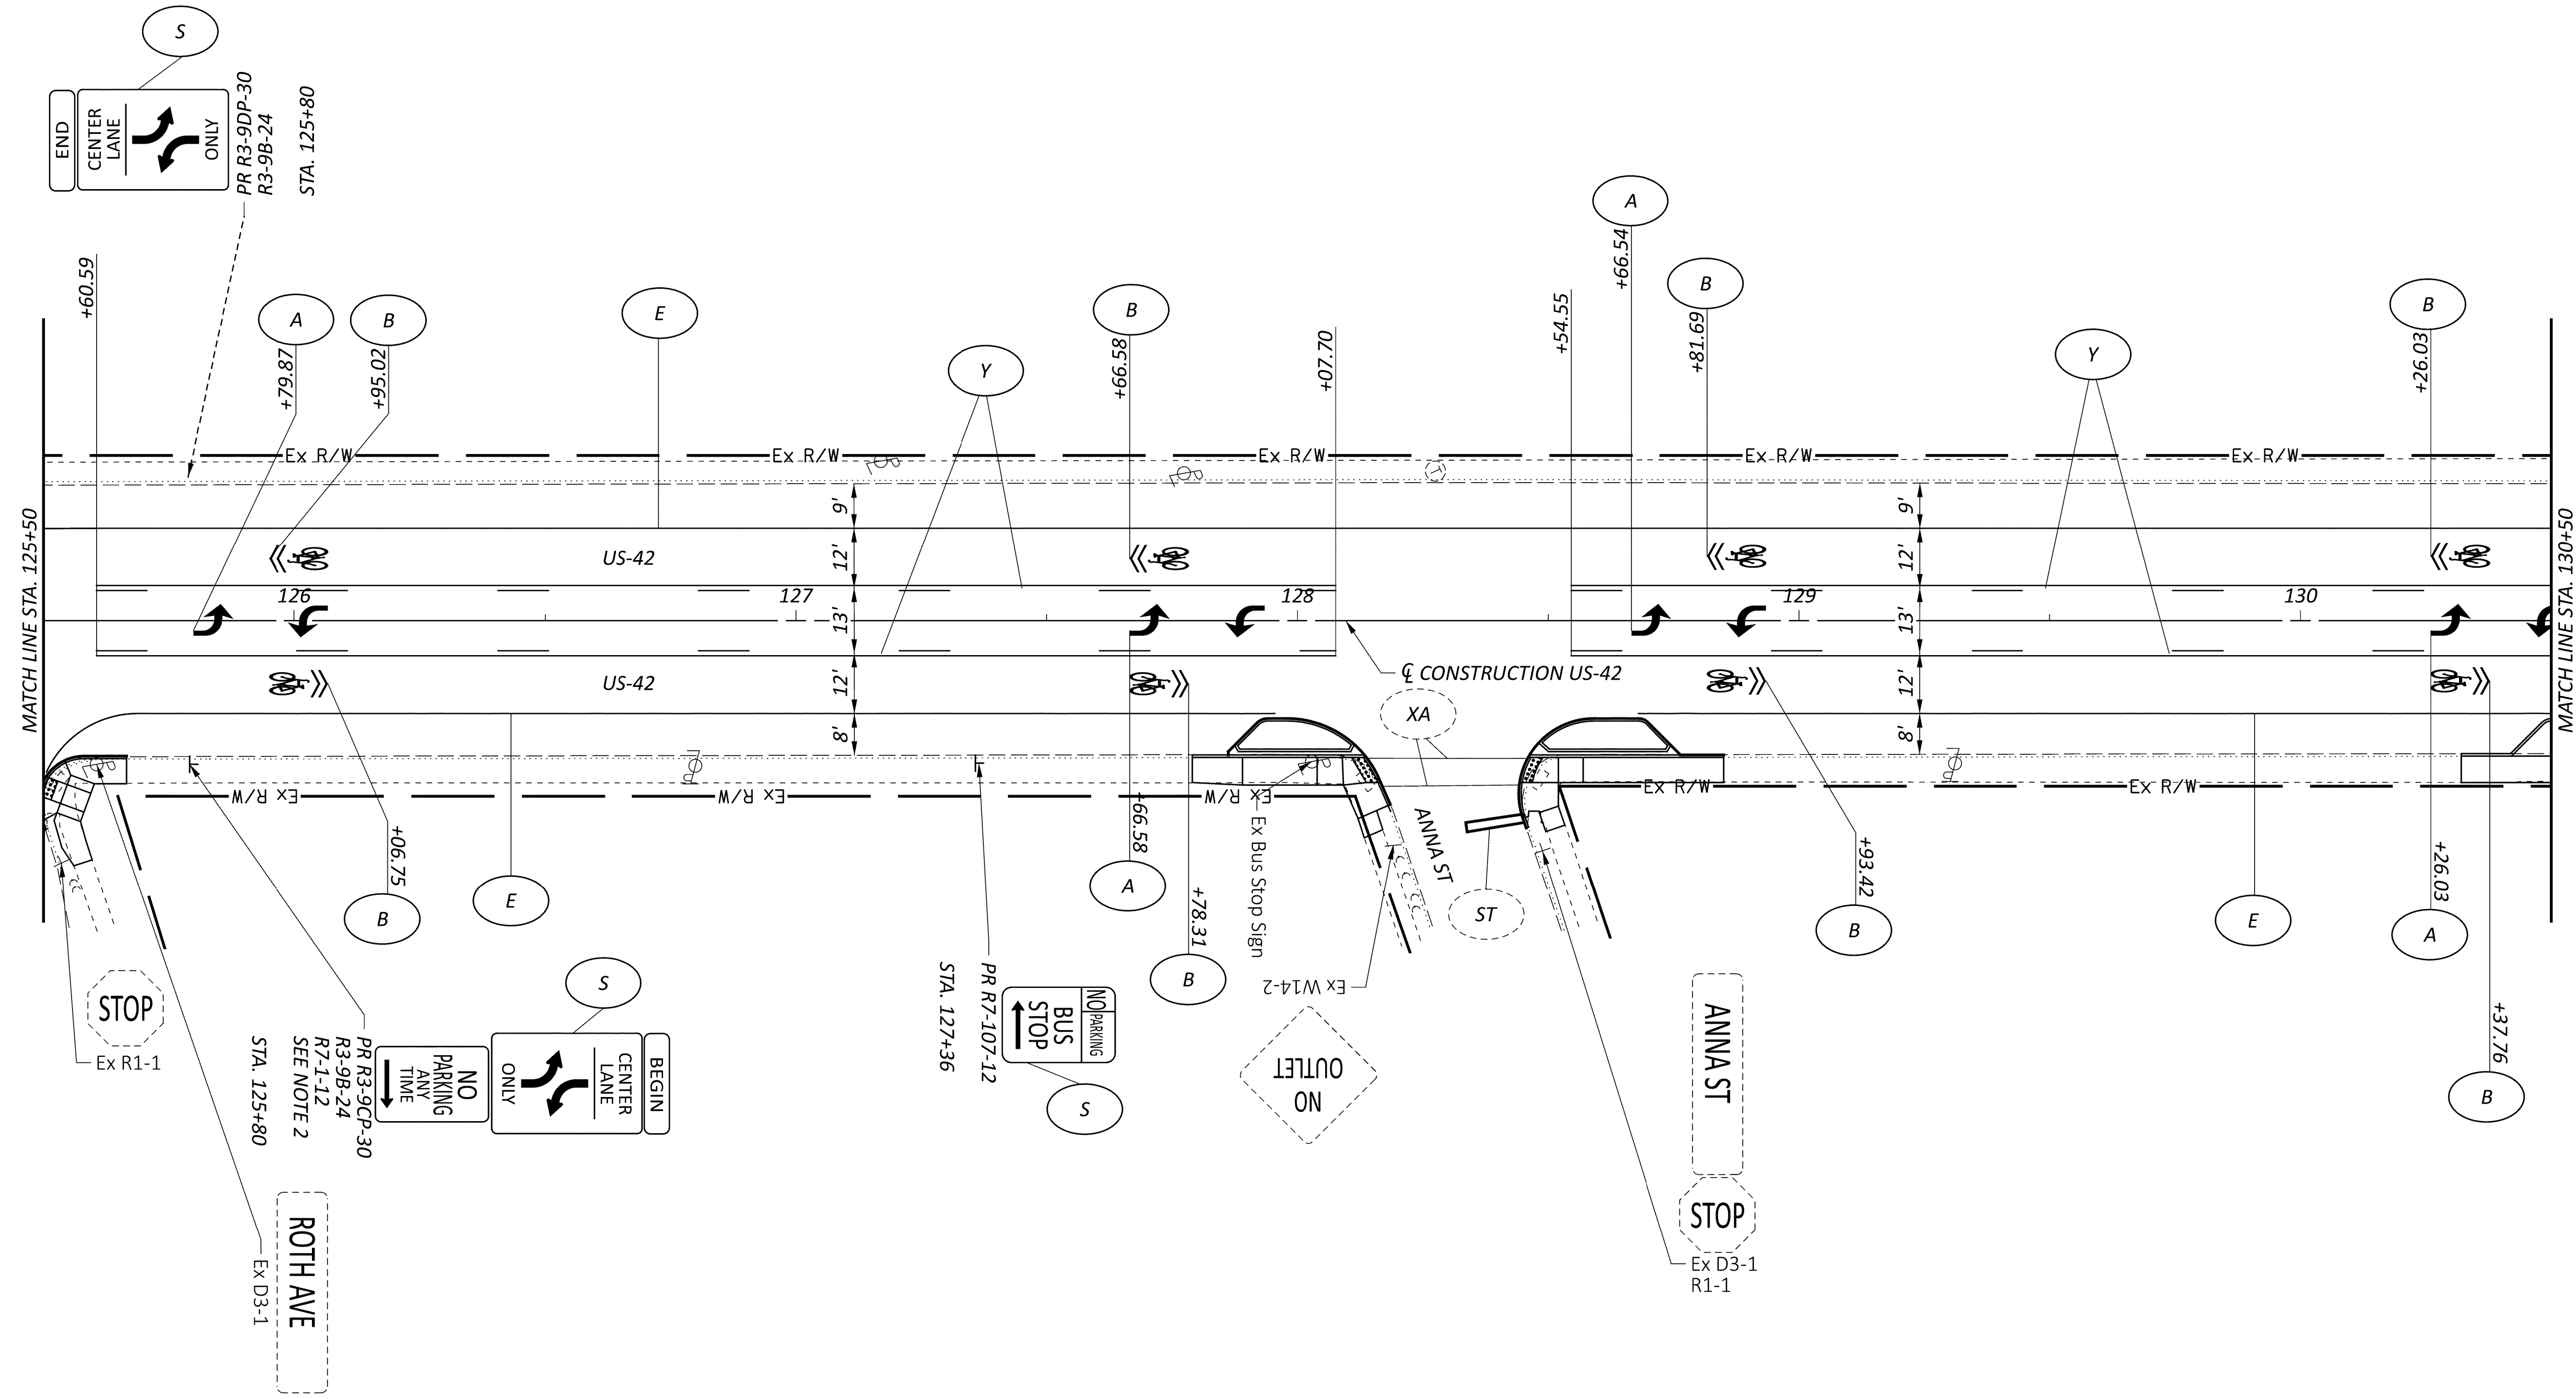 S
END
CENTER
LANE
ONLY
PR R3-9DP-30
R3-9B-24
STA. 125+80
+60.59
A
+79.87
B
+95.02
E
Y
B
+66.58
+07.70
+54.55
A
+66.54
B
+81.69
Y
B
+26.03
MATCH LINE STA. 125+50
Ex R/W
Ex R/W
Ex R/W
Ex R/W
Ex R/W
T
9'
12'
13'
12'
8'
9'
12'
13'
12'
8'
US-42
126
127
128
129
130
US-42
℄ CONSTRUCTION US-42
XA
MATCH LINE STA. 130+50
Ex R/W
Ex R/W
Ex R/W
Ex R/W
Ex R/W
+06.75
B
E
+66.58
A
+78.31
B
Ex Bus Stop Sign
ANNA ST
ST
+93.42
B
E
+26.03
A
+37.76
B
STOP
Ex R1-1
S
BEGIN
CENTER
LANE
ONLY
NO
PARKING
ANY
TIME
PR R3-9CP-30
R3-9B-24
R7-1-12
SEE NOTE 2
STA. 125+80
ROTH AVE
Ex D3-1
NO PARKING
BUS
STOP
PR R7-107-12
STA. 127+36
S
Ex W14-2
NO
OUTLET
ANNA ST
STOP
Ex D3-1
R1-1